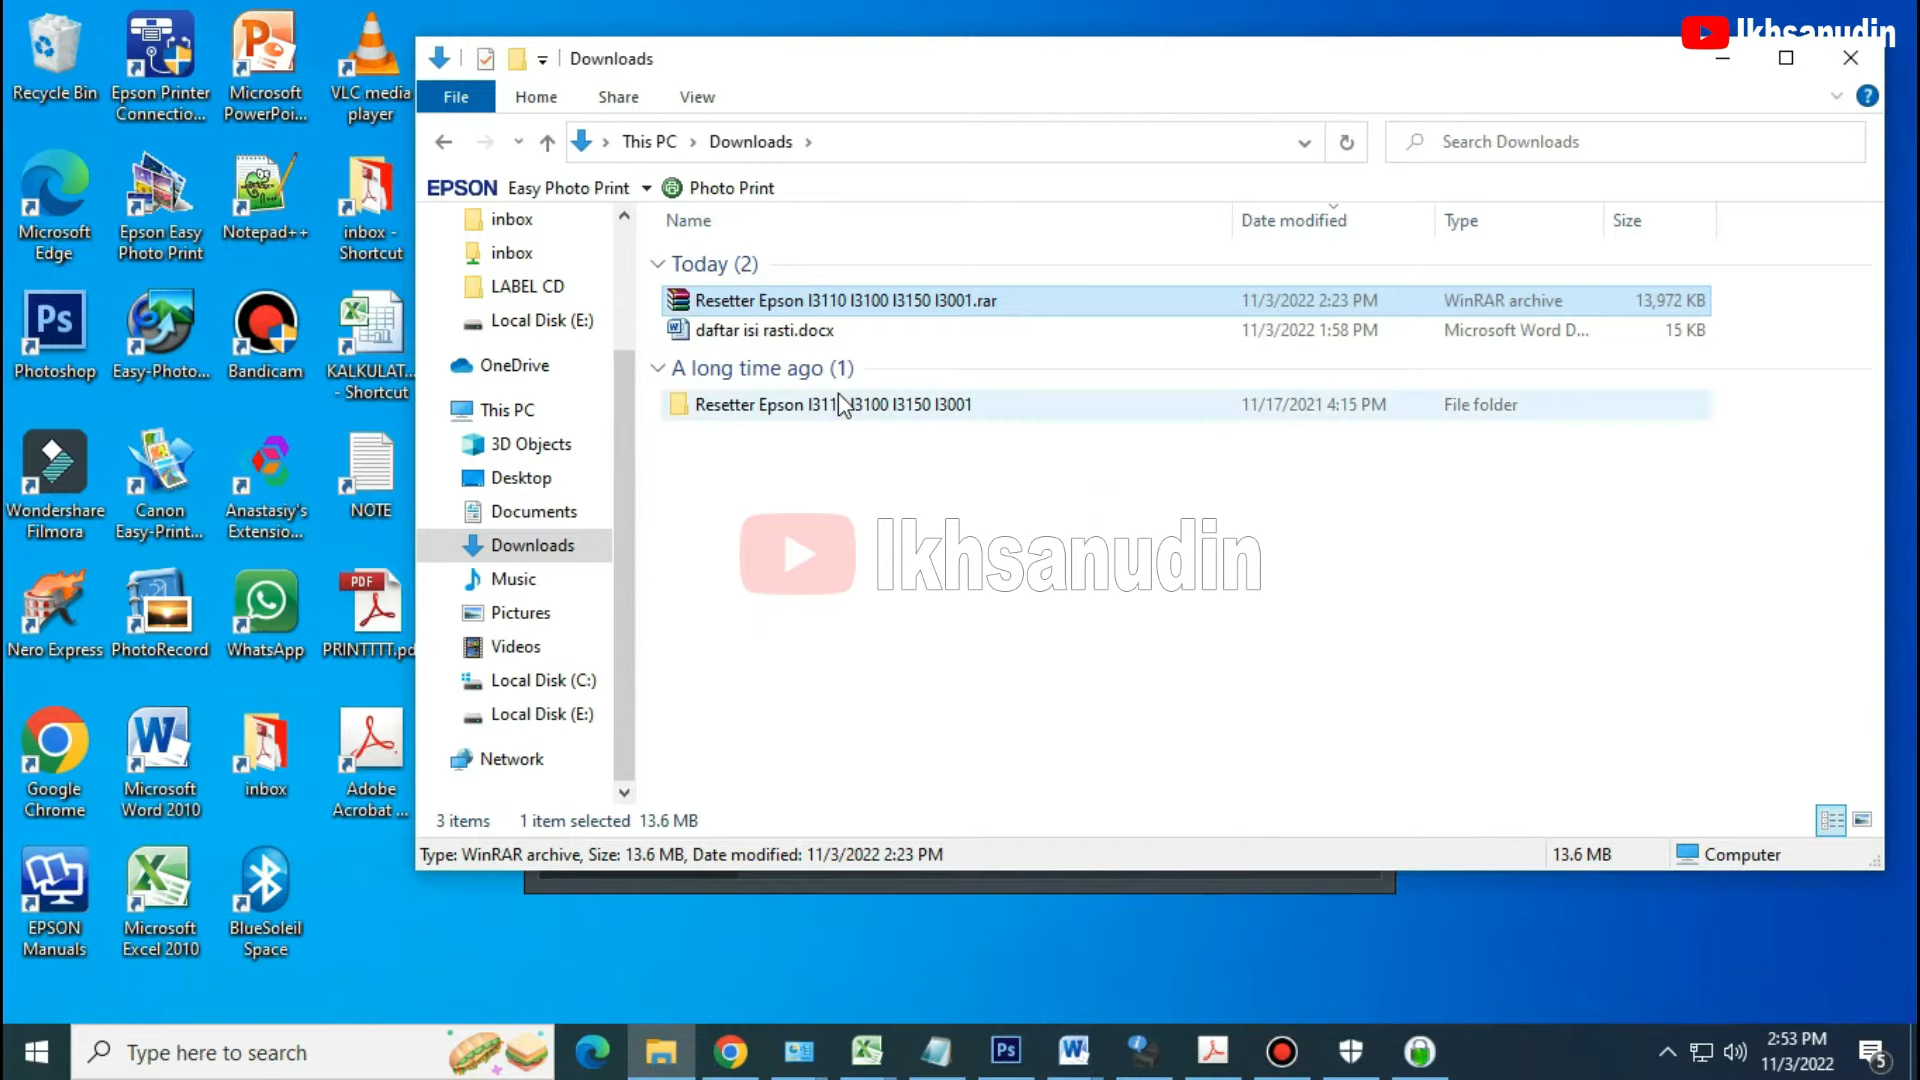 Ikhsanudin
Recycle Bin
Epson Printer
Connectio...
Microsoft
PowerPoi...
VLC media
player
Microsoft
Edge
Epson Easy
Photo Print
Notepad++
inbox -
Shortcut
Ps
Photoshop
Easy-Photo...
Bandicam
KALKULAT...
- Shortcut
Wondershare
Filmora
Canon
Easy-Print...
Anastasiy's
Extensio...
NOTE
Nero Express
PhotoRecord
WhatsApp
PDF
PRINTTTT.pd
Google
Chrome
Microsoft
Word 2010
inbox
Adobe
Acrobat ...
EPSON
Manuals
Microsoft
Excel 2010
BlueSoleil
Space
Downloads
File
Home
Share
View
This PC
Downloads
Search Downloads
EPSON
Easy Photo Print
Photo Print
inbox
inbox
LABEL CD
Local Disk (E:)
OneDrive
This PC
3D Objects
Desktop
Documents
Downloads
Music
Pictures
Videos
Local Disk (C:)
Local Disk (E:)
Network
Name
Date modified
Type
Size
Today (2)
Resetter Epson l3110 l3100 l3150 l3001.rar
11/3/2022 2:23 PM
WinRAR archive
13,972 KB
daftar isi rasti.docx
11/3/2022 1:58 PM
Microsoft Word D...
15 KB
A long time ago (1)
Resetter Epson l3100 l3150 l3001
11/17/2021 4:15 PM
File folder
Ikhsanudin
3 items
1 item selected 13.6 MB
Type: WinRAR archive, Size: 13.6 MB, Date modified: 11/3/2022 2:23 PM
13.6 MB
Computer
Type here to search
Ps
2:53 PM
11/3/2022
5